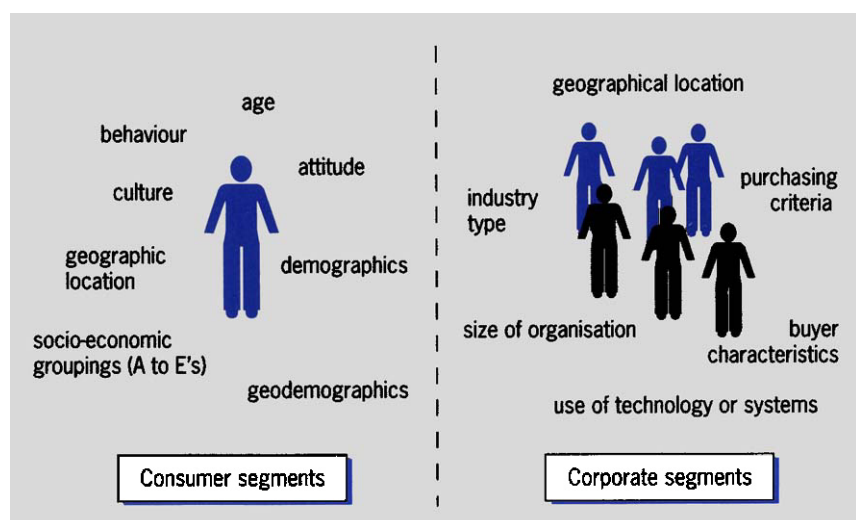 age
behaviour
attitude
culture
geographic
location
demographics
socio-economic
groupings (A to E's)
geodemographics
Consumer segments
geographical location
industry
type
purchasing
criteria
size of organisation
buyer
characteristics
use of technology or systems
Corporate segments